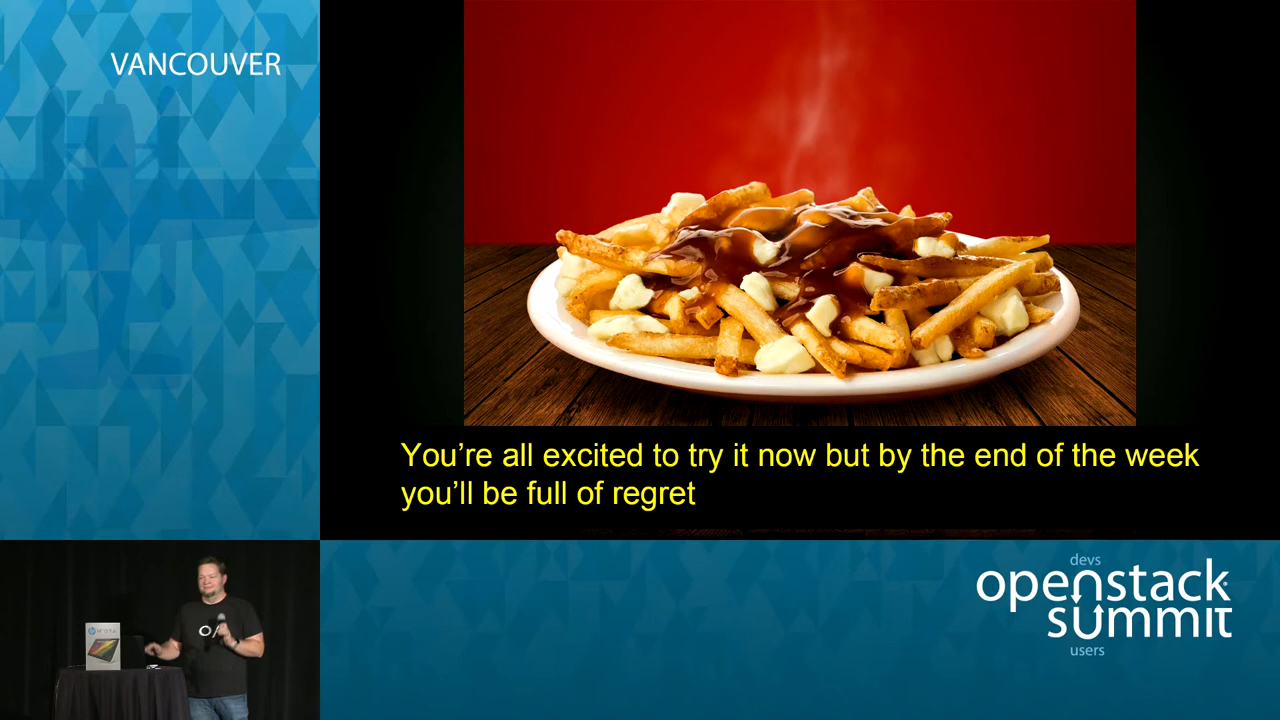 VANCOUVER
You're all excited to try it now but by the end of the week
you'll be full of regret
devs
openstack
summit
users
hp
O/